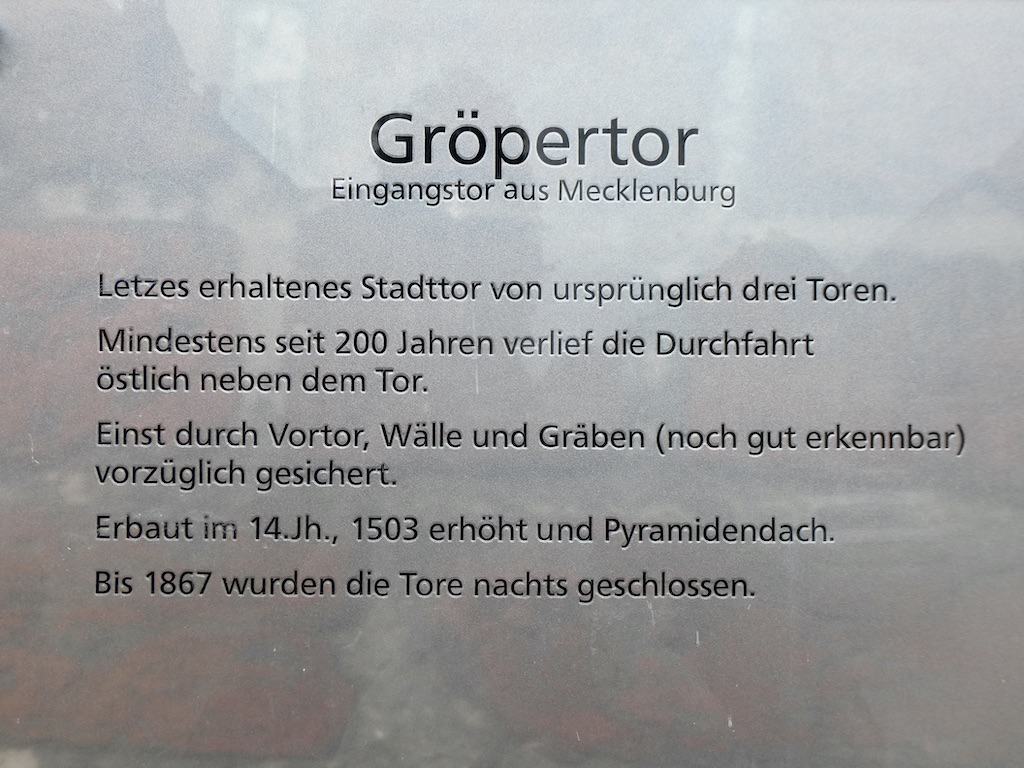 Gröpertor
Eingangstor aus Mecklenburg
Letzes erhaltenes Stadttor von ursprünglich drei Toren.
Mindestens seit 200 Jahren verlief die Durchfahrt
östlich neben dem Tor.
Einst durch Vortor, Wälle und Gräben (noch gut erkennbar)
vorzüglich gesichert.
Erbaut im 14.Jh., 1503 erhöht und Pyramidendach.
Bis 1867 wurden die Tore nachts geschlossen.